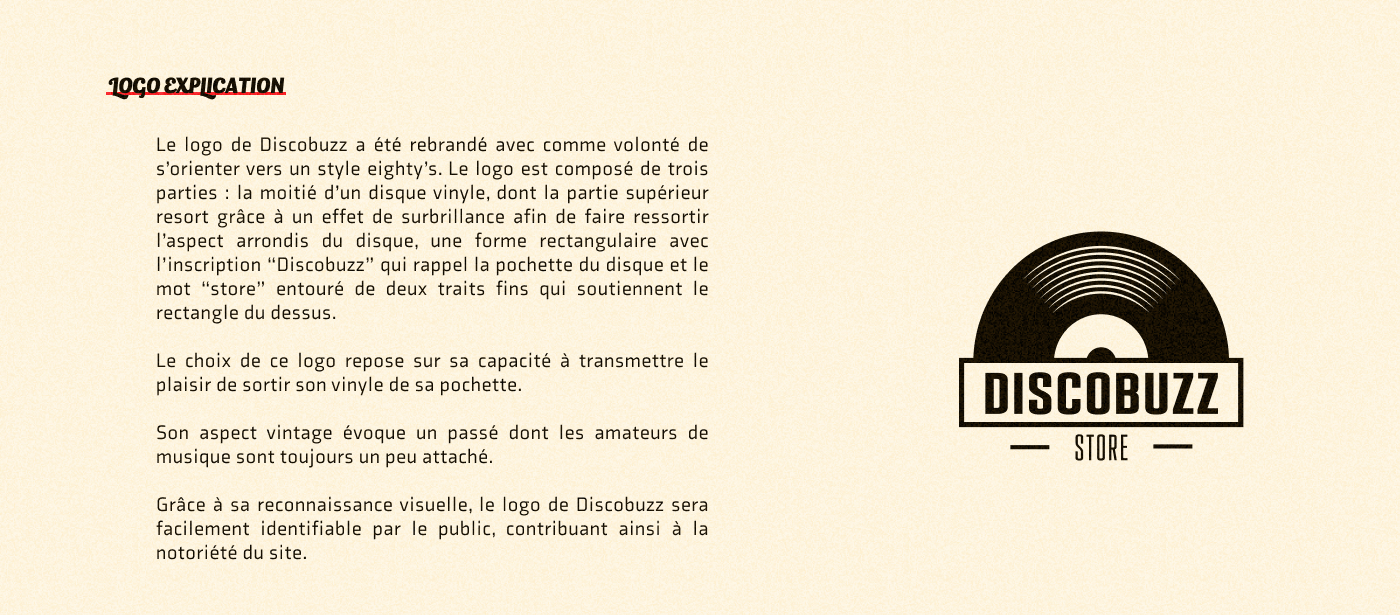 LOGO EXPLICATION
Le logo de Discobuzz a été rebrandé avec comme volonté de
s’orienter vers un style eighty’s. Le logo est composé de trois
parties : la moitié d’un disque vinyle, dont la partie supérieur
resort grâce à un effet de surbrillance afin de faire ressortir
l’aspect arrondis du disque, une forme rectangulaire avec
l’inscription “Discobuzz” qui rappel la pochette du disque et le
mot “store” entouré de deux traits fins qui soutiennent le
rectangle du dessus.
Le choix de ce logo repose sur sa capacité à transmettre le
plaisir de sortir son vinyle de sa pochette.
Son aspect vintage évoque un passé dont les amateurs de
musique sont toujours un peu attaché.
Grâce à sa reconnaissance visuelle, le logo de Discobuzz sera
facilement identifiable par le public, contribuant ainsi à la
notoriété du site.
DISCOBUZZ
STORE